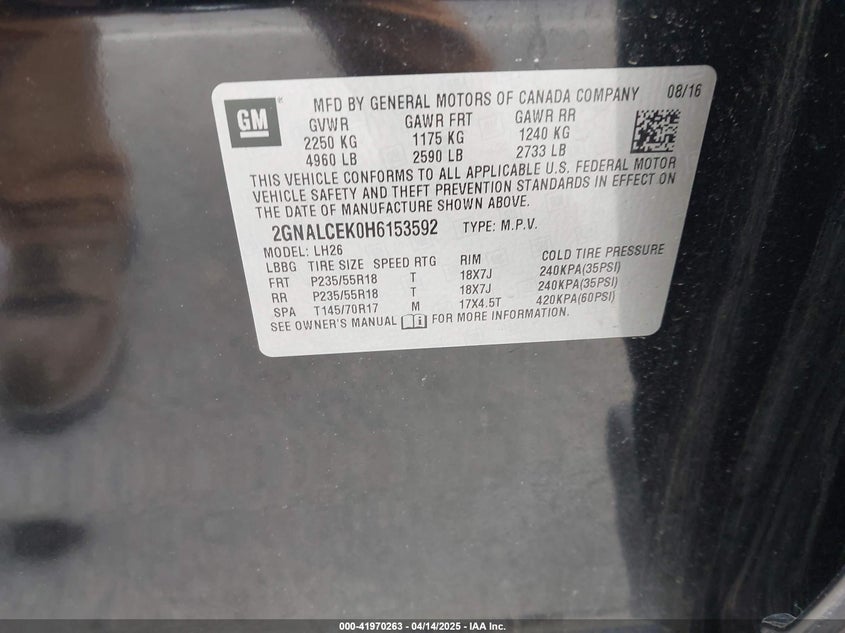 GM
MFD BY GENERAL MOTORS OF CANADA COMPANY 08/16
GVWR GAWR FRT GAWR RR
2250 KG 1175 KG 1240 KG
4960 LB 2590 LB 2733 LB
THIS VEHICLE CONFORMS TO ALL APPLICABLE U.S. FEDERAL MOTOR
VEHICLE SAFETY AND THEFT PREVENTION STANDARDS IN EFFECT ON
THE DATE OF MANUFACTURE SHOWN ABOVE.
2GNALCEK0H6153592 TYPE: M.P.V.
MODEL: LH26
LBBG TIRE SIZE SPEED RTG RIM COLD TIRE PRESSURE
FRT P235/55R18 T 18X7J 240KPA(35PSI)
RR P235/55R18 T 18X7J 240KPA(35PSI)
SPA T145/70R17 M 17X4.5T 420KPA(60PSI)
SEE OWNER'S MANUAL FOR MORE INFORMATION.
000-41970263 - 04/14/2025 - IAA Inc.